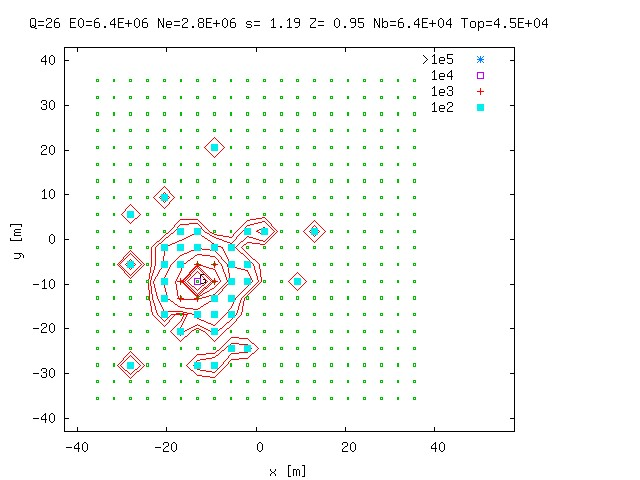 Q=26 E0=6.4E+06 Ne=2.8E+06 s= 1.19 Z= 0.95 Nb=6.4E+04 Top=4.5E+04
40
>1e5
1e4
30
1e3
1e2
20
10
0
-10
-20
-30
-40
y [m]
-40 -20 0 20 40
x [m]